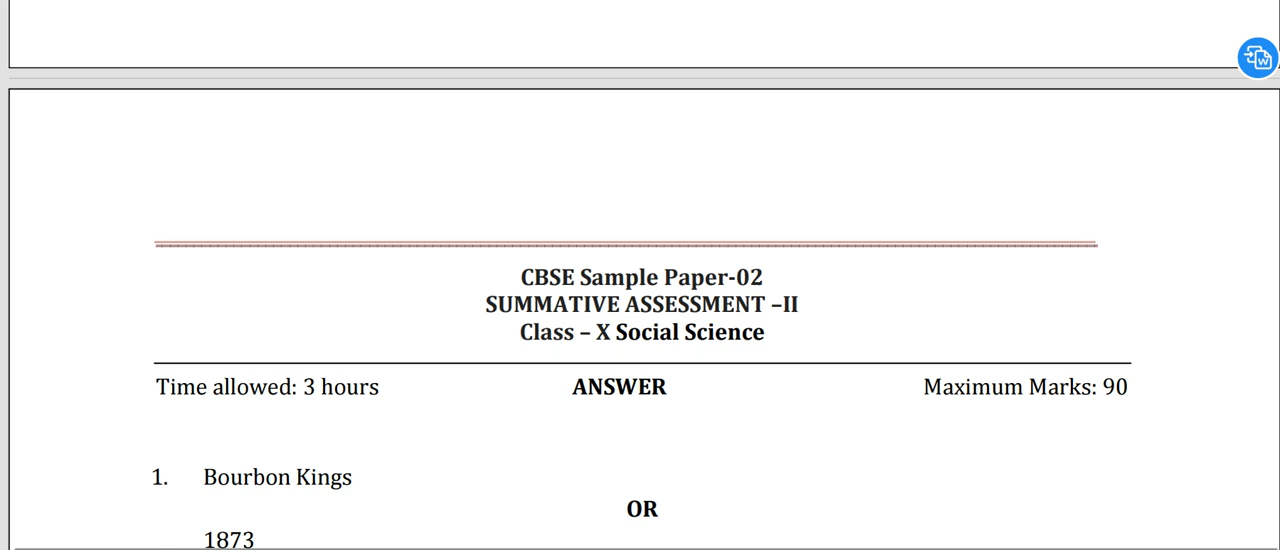 CBSE Sample Paper-02
SUMMATIVE ASSESSMENT –II
Class – X Social Science
Time allowed: 3 hours ANSWER Maximum Marks: 90
1. Bourbon Kings
OR
1873